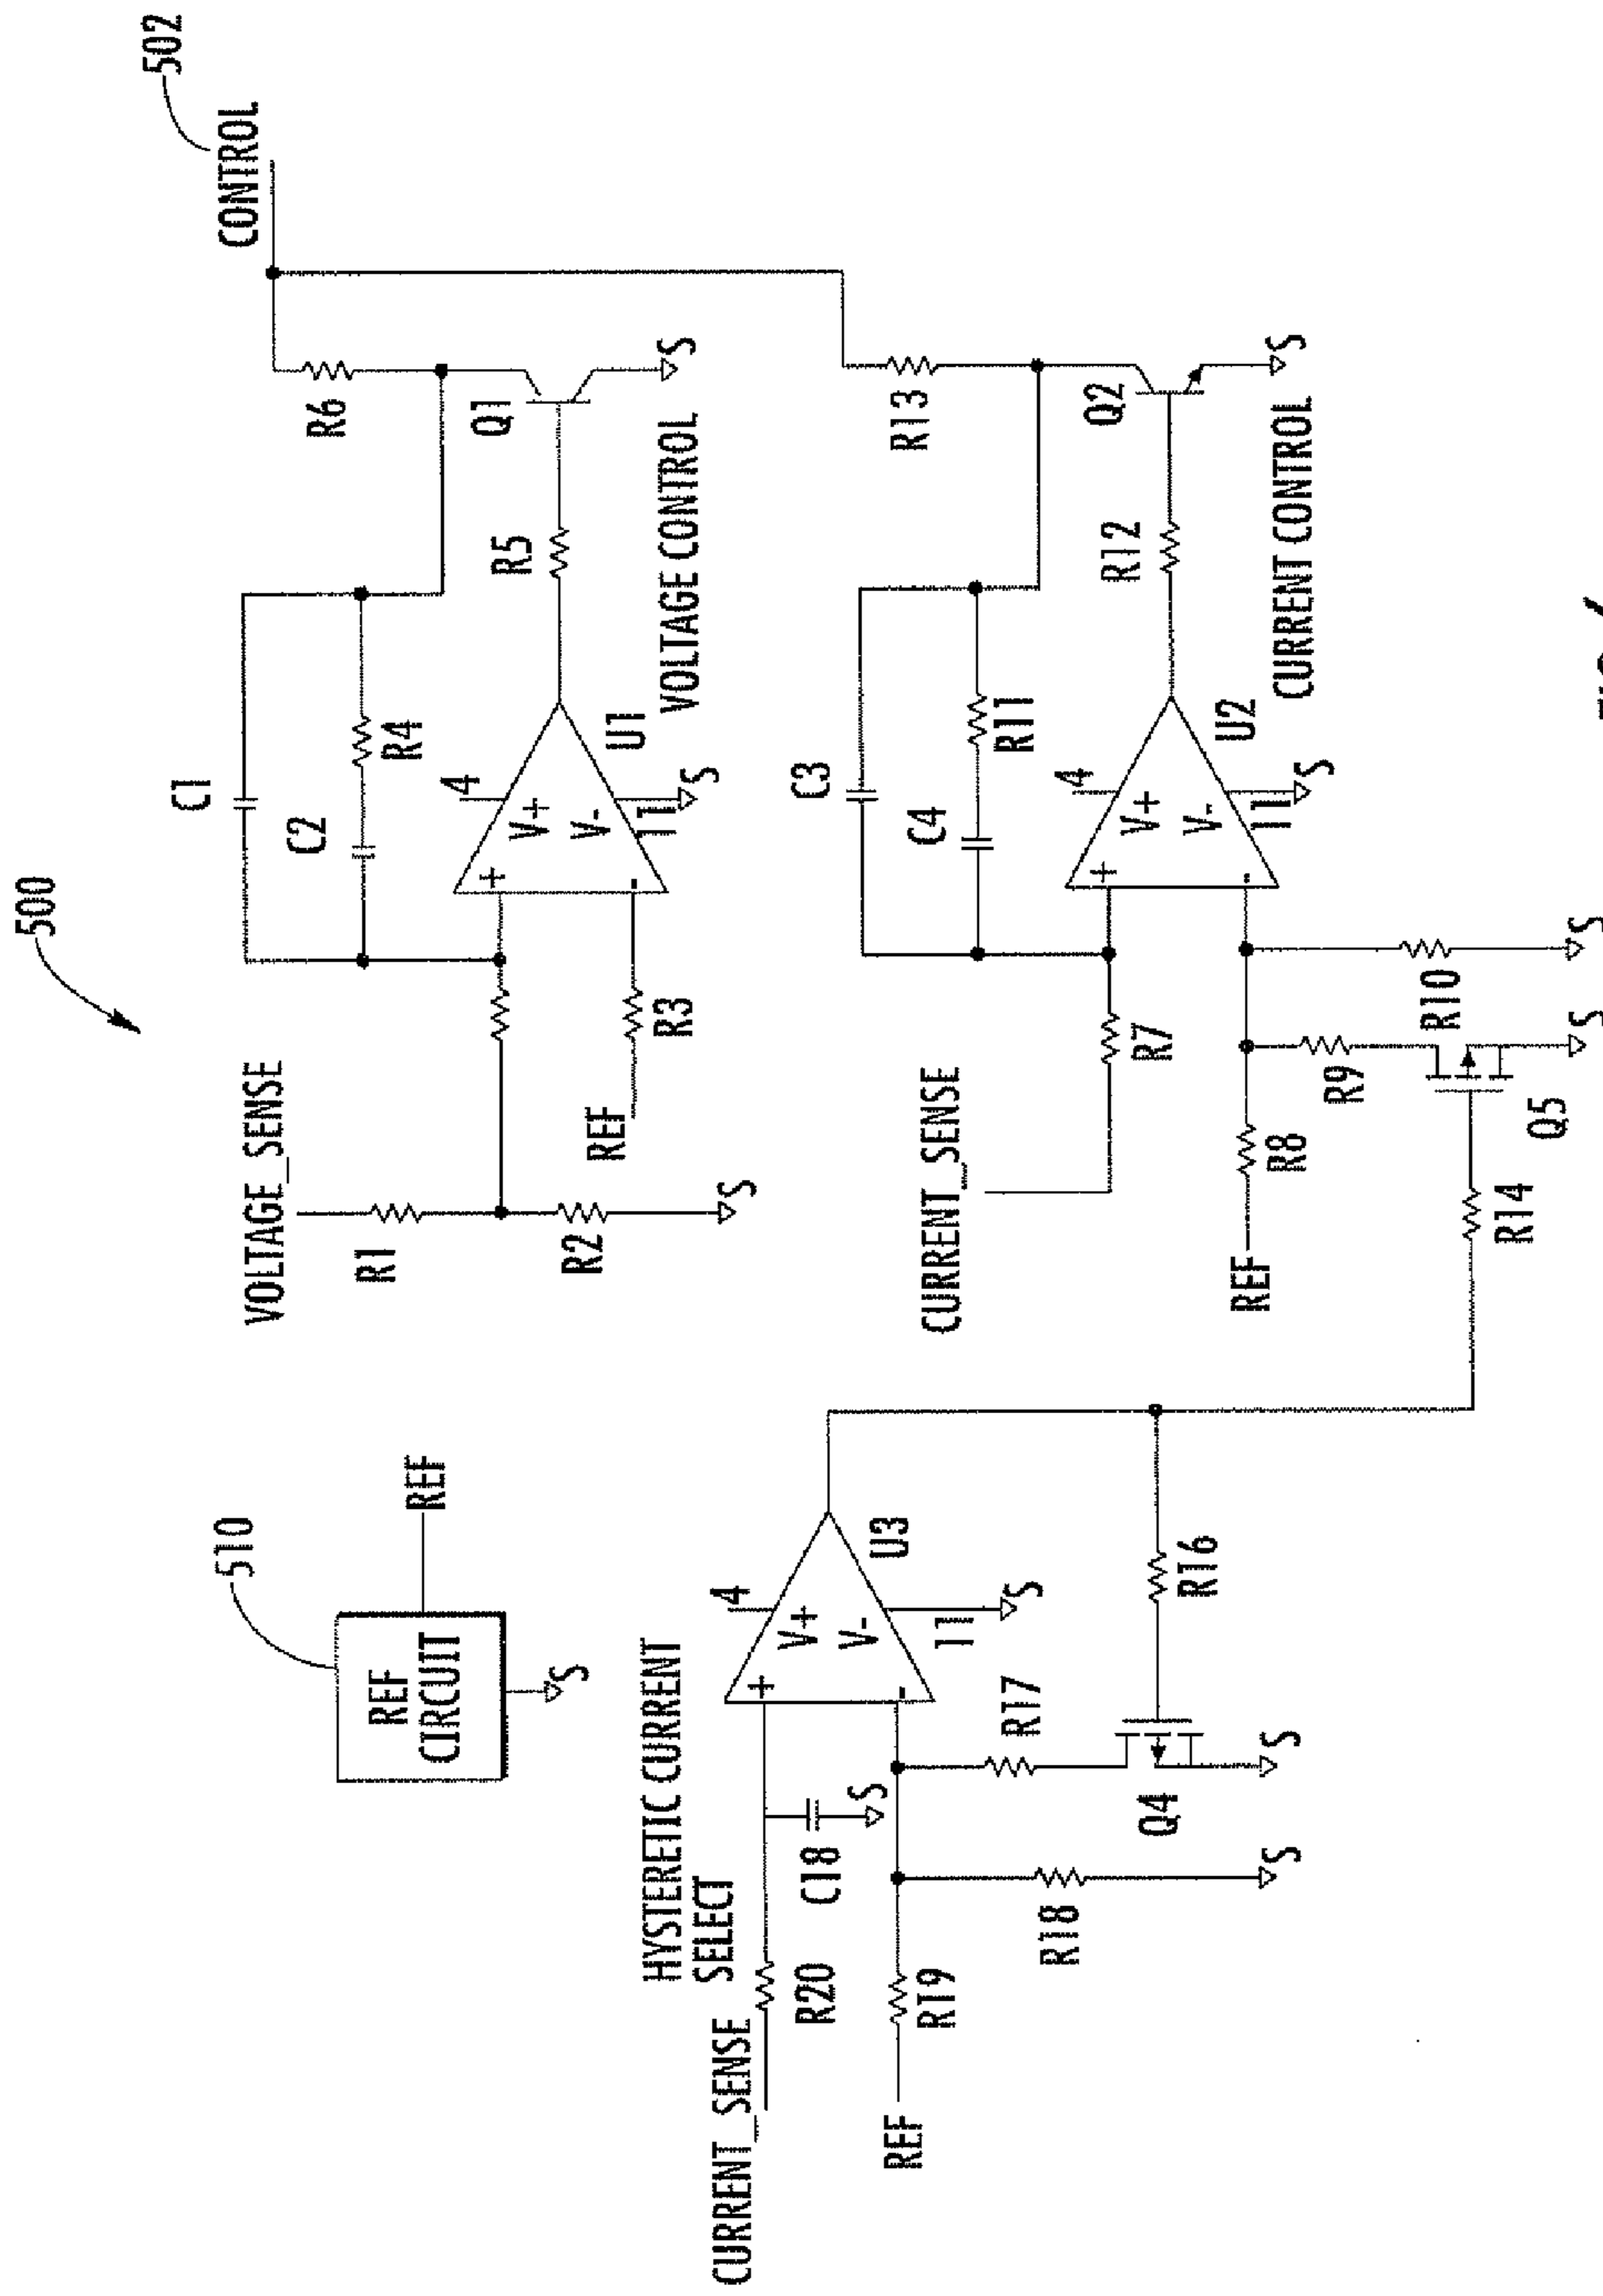 500
502
CONTROL
VOLTAGE_SENSE
R1
R2
S
REF
R3
C1
C2
R4
+
-
V+
V-
4
11
S
U1
R5
R6
Q1
S
VOLTAGE CONTROL
CURRENT_SENSE
R7
REF
R8
C3
C4
R11
+
-
V+
V-
4
11
S
U2
R12
R13
Q2
S
CURRENT CONTROL
R9
R10
S
Q5
S
R14
510
REF
CIRCUIT
REF
S
HYSTERETIC CURRENT
SELECT
CURRENT_SENSE
R20
C18
S
REF
R19
R18
S
+
-
V+
V-
4
11
S
U3
R17
Q4
S
R16